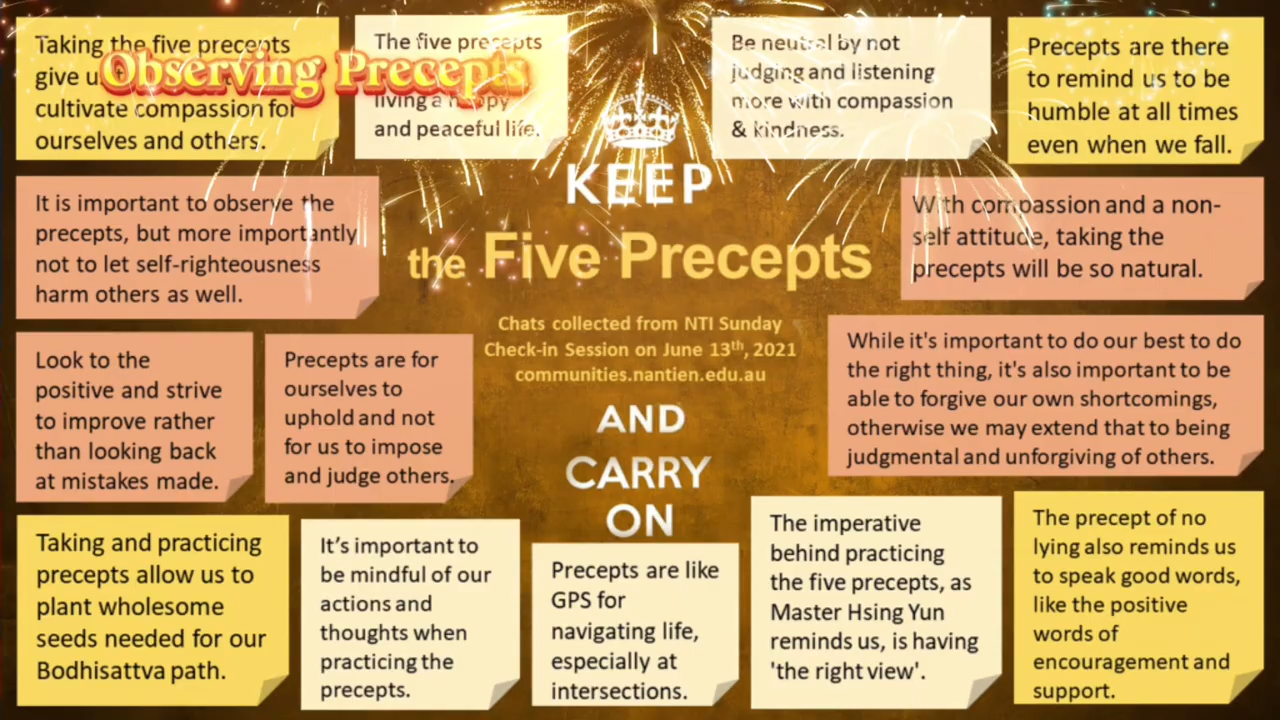 Taking the five precepts
give us
cultivate compassion for
ourselves and others.
Observing Precepts
The five precepts
living a happy
and peaceful life.
Be neutral by not
judging and listening
more with compassion
& kindness.
Precepts are there
to remind us to be
humble at all times
even when we fall.
KEEP
the Five Precepts
Chats collected from NTI Sunday
Check-in Session on June 13th, 2021
communities.nantien.edu.au
AND
CARRY
ON
It is important to observe the
precepts, but more importantly
not to let self-righteousness
harm others as well.
With compassion and a non-
self attitude, taking the
precepts will be so natural.
Look to the
positive and strive
to improve rather
than looking back
at mistakes made.
Precepts are for
ourselves to
uphold and not
for us to impose
and judge others.
While it's important to do our best to do
the right thing, it's also important to be
able to forgive our own shortcomings,
otherwise we may extend that to being
judgmental and unforgiving of others.
Taking and practicing
precepts allow us to
plant wholesome
seeds needed for our
Bodhisattva path.
It’s important to
be mindful of our
actions and
thoughts when
practicing the
precepts.
Precepts are like
GPS for
navigating life,
especially at
intersections.
The imperative
behind practicing
the five precepts, as
Master Hsing Yun
reminds us, is having
'the right view'.
The precept of no
lying also reminds us
to speak good words,
like the positive
words of
encouragement and
support.